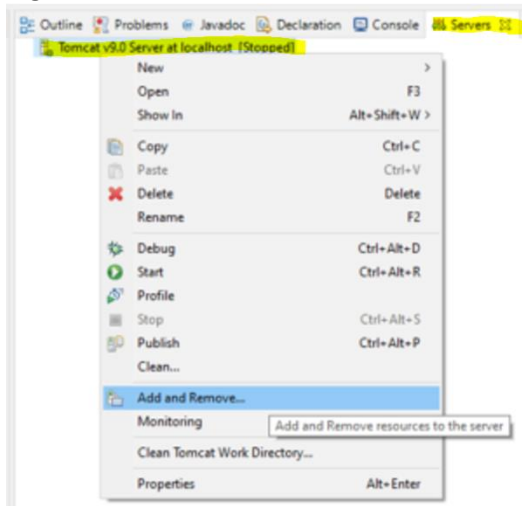 Outline Problems @ Javadoc Declaration Console Servers
Tomcat v9.0 Server at localhost [Stopped]
New >
Open F3
Show In Alt+Shift+W >
Copy Ctrl+C
Paste Ctrl+V
Delete Delete
Rename F2
Debug Ctrl+Alt+D
Start Ctrl+Alt+R
Profile
Stop Ctrl+Alt+S
Publish Ctrl+Alt+P
Clean...
Add and Remove...
Monitoring
Add and Remove resources to the server
Clean Tomcat Work Directory...
Properties Alt+Enter